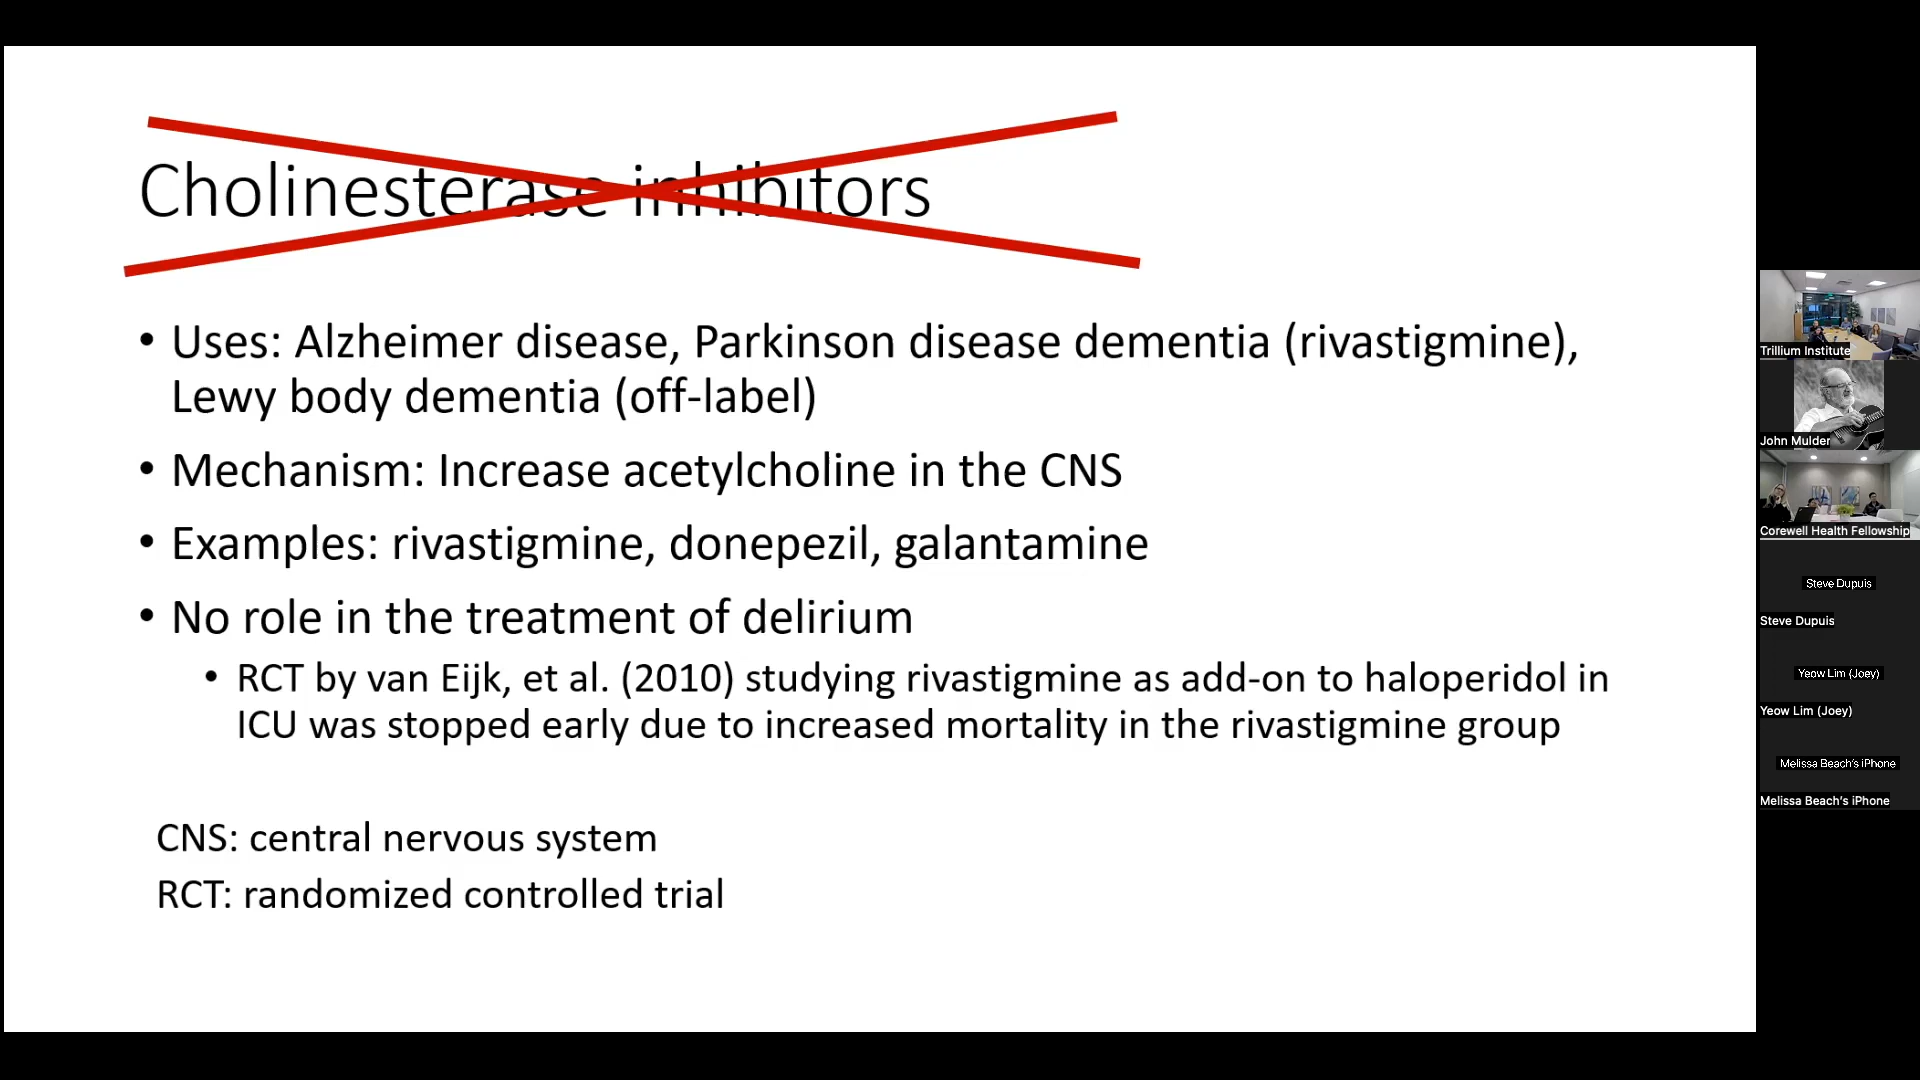 Cholinesterase inhibitors
• Uses: Alzheimer disease, Parkinson disease dementia (rivastigmine),
Lewy body dementia (off-label)
• Mechanism: Increase acetylcholine in the CNS
• Examples: rivastigmine, donepezil, galantamine
• No role in the treatment of delirium
• RCT by van Eijk, et al. (2010) studying rivastigmine as add-on to haloperidol in
ICU was stopped early due to increased mortality in the rivastigmine group
CNS: central nervous system
RCT: randomized controlled trial
Trillium Institute
John Mulder
Corewell Health Fellowship
Steve Dupuis
Steve Dupuis
Yeow Lim (Joey)
Yeow Lim (Joey)
Melissa Beach's iPhone
Melissa Beach's iPhone